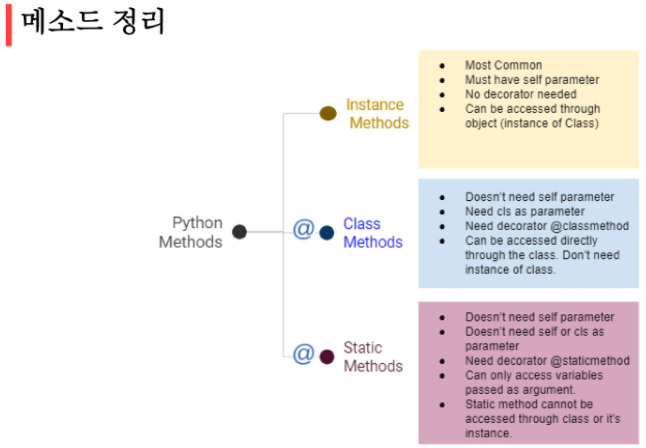 메소드 정리
Python
Methods
Instance
Methods
• Most Common
• Must have self parameter
• No decorator needed
• Can be accessed through
object (instance of Class)
@
Class
Methods
• Doesn't need self parameter
• Need cls as parameter
• Need decorator @classmethod
• Can be accessed directly
through the class. Don't need
instance of class.
@
Static
Methods
• Doesn't need self parameter
• Doesn't need self or cls as
parameter
• Need decorator @staticmethod
• Can only access variables
passed as argument.
• Static method cannot be
accessed through class or it's
instance.